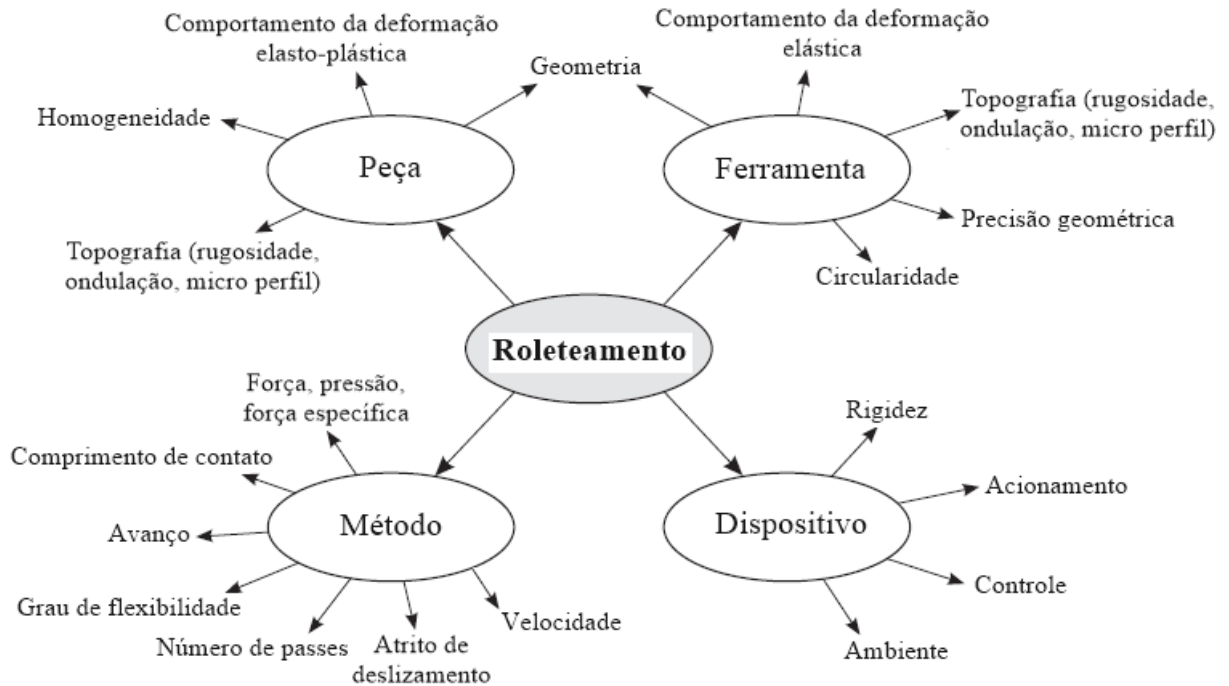 Comportamento da deformação
elasto-plástica
Geometria
Comportamento da deformação
elástica
Homogeneidade
Topografia (rugosidade,
ondulação, micro perfil)
Peça
Ferramenta
Precisão geométrica
Topografia (rugosidade,
ondulação, micro perfil)
Circularidade
Roleteamento
Força, pressão,
força específica
Rigidez
Comprimento de contato
Acionamento
Avanço
Método
Dispositivo
Controle
Grau de flexibilidade
Número de passes
Atrito de
deslizamento
Velocidade
Ambiente